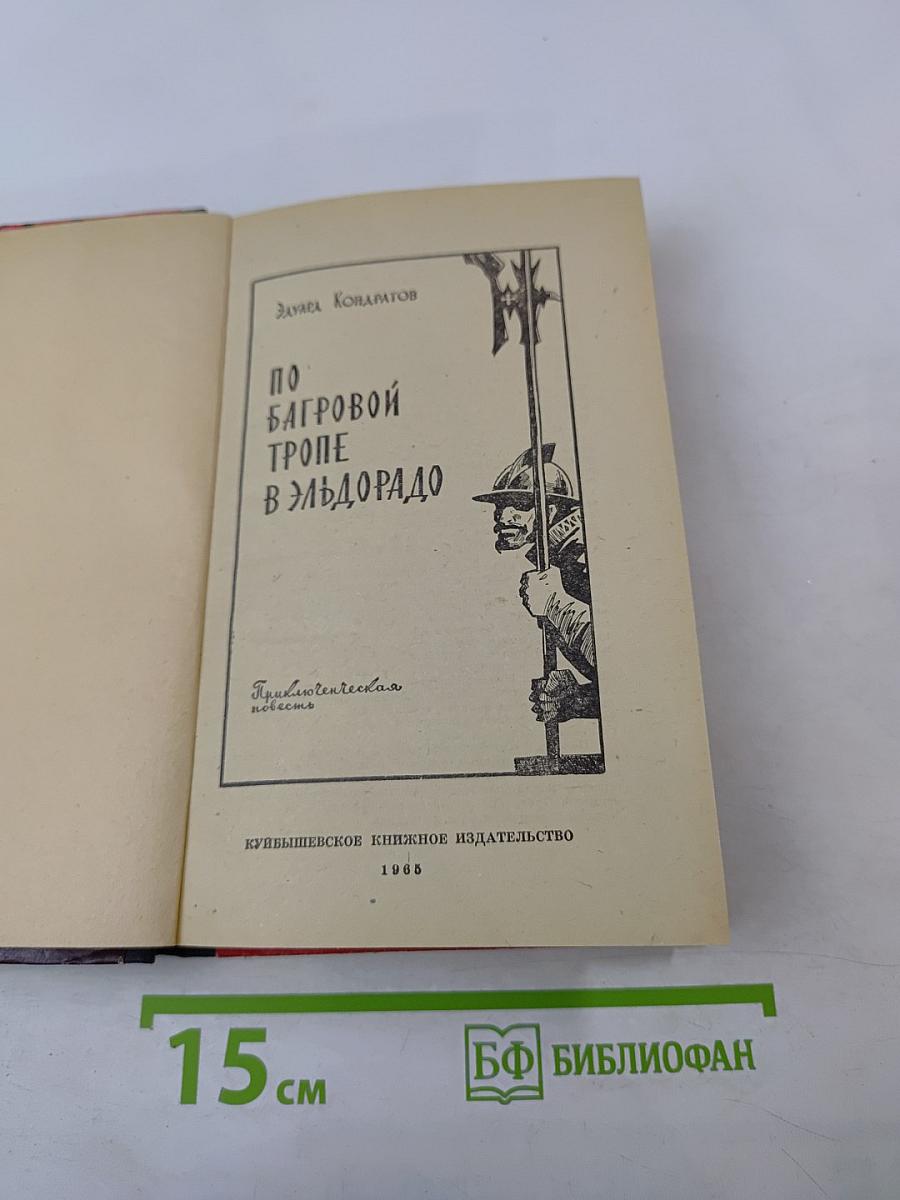 Эдуард Кондратов
ПО
БАГРОВОЙ
ТРОПЕ
В ЭЛЬДОРАДО
Приключенческая
повесть
КУЙБЫШЕВСКОЕ КНИЖНОЕ ИЗДАТЕЛЬСТВО
1965
15 см
БФ БИБЛИОФАН